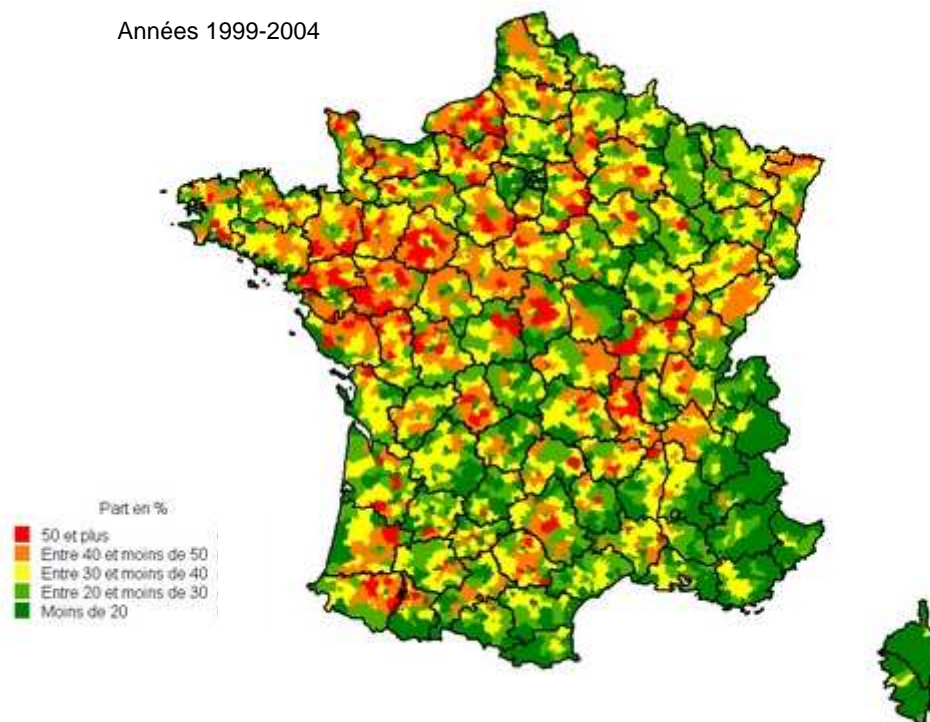 Années 1999-2004
Part en %
50 et plus
Entre 40 et moins de 50
Entre 30 et moins de 40
Entre 20 et moins de 30
Moins de 20